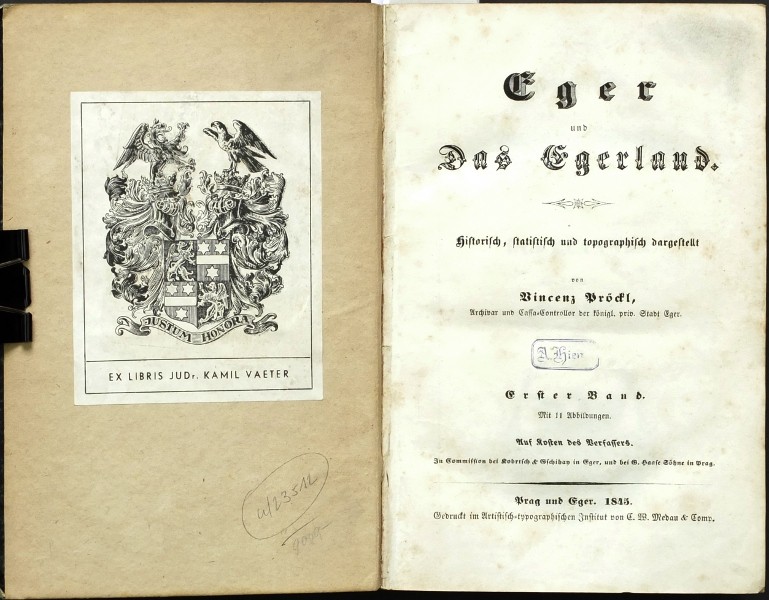 JUSTUM HONORA
EX LIBRIS JUDr. KAMIL VAETER
Eger
und
Das Egerland.
Historisch, statistisch und topographisch dargestellt
von
Vincenz Pröckl,
Archivar und Cassa-Controllor der königl. priv. Stadt Eger.
Erster Band.
Mit 11 Abbildungen.
Auf Kosten des Verfassers.
In Commission bei Kobrtsch & Gschihay in Eger, und bei G. Haase Söhne in Prag.
Prag und Eger. 1845.
Gedruckt im Artistisch-typographischen Institut von C. W. Medau & Comp.